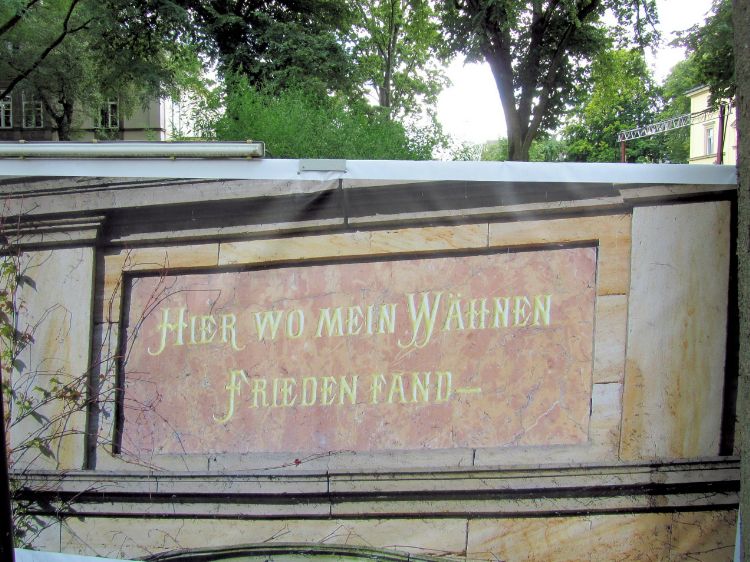 Hier wo mein Wähnen
Frieden fand—